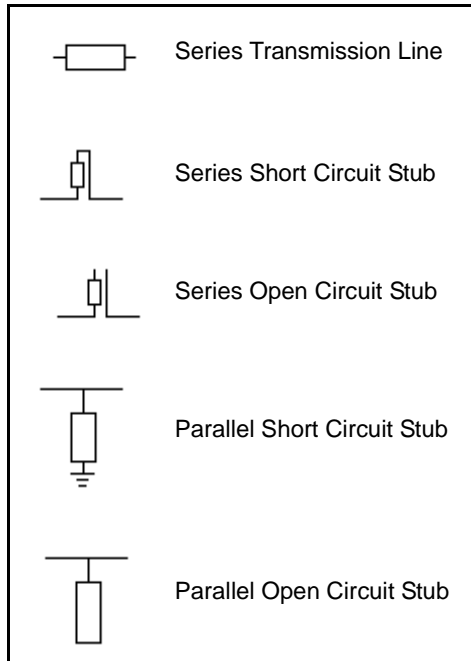 Series Transmission Line
Series Short Circuit Stub
Series Open Circuit Stub
Parallel Short Circuit Stub
Parallel Open Circuit Stub